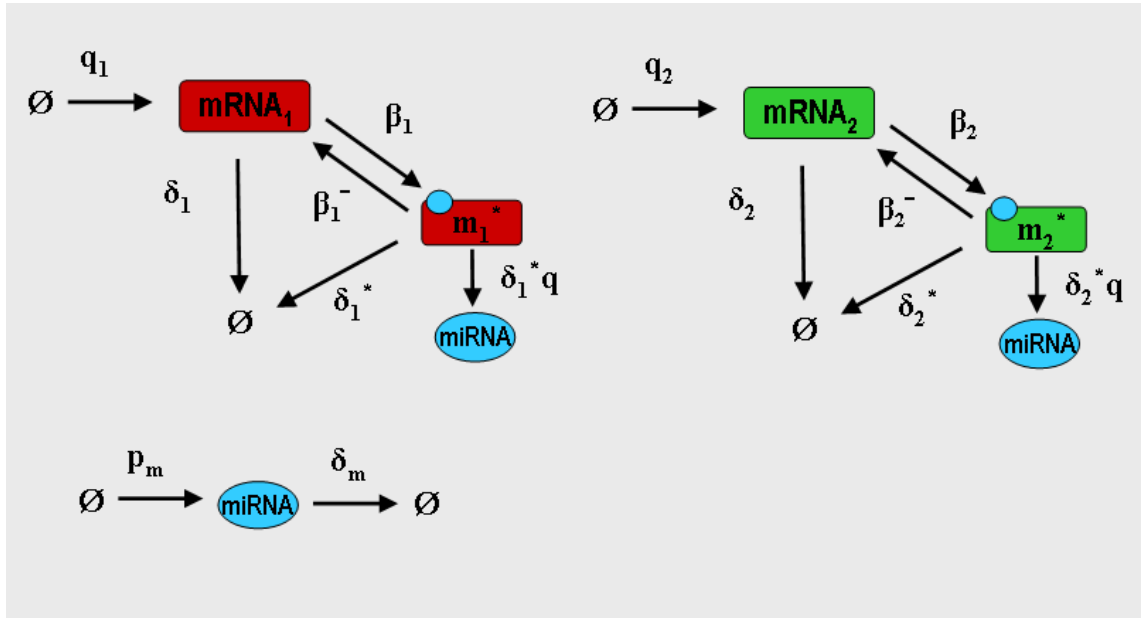 q₁
Ø
mRNA₁
β₁
δ₁
β₁⁻
m₁*
δ₁*
δ₁*q
Ø
miRNA
q₂
Ø
mRNA₂
β₂
δ₂
β₂⁻
m₂*
δ₂*
δ₂*q
Ø
miRNA
pₘ
δₘ
Ø
miRNA
Ø